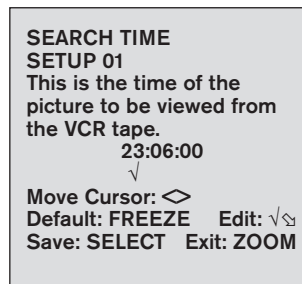 SEARCH TIME
SETUP 01
This is the time of the
picture to be viewed from
the VCR tape.
23:06:00
√
Move Cursor: <>
Default: FREEZE Edit: √⬂
Save: SELECT Exit: ZOOM